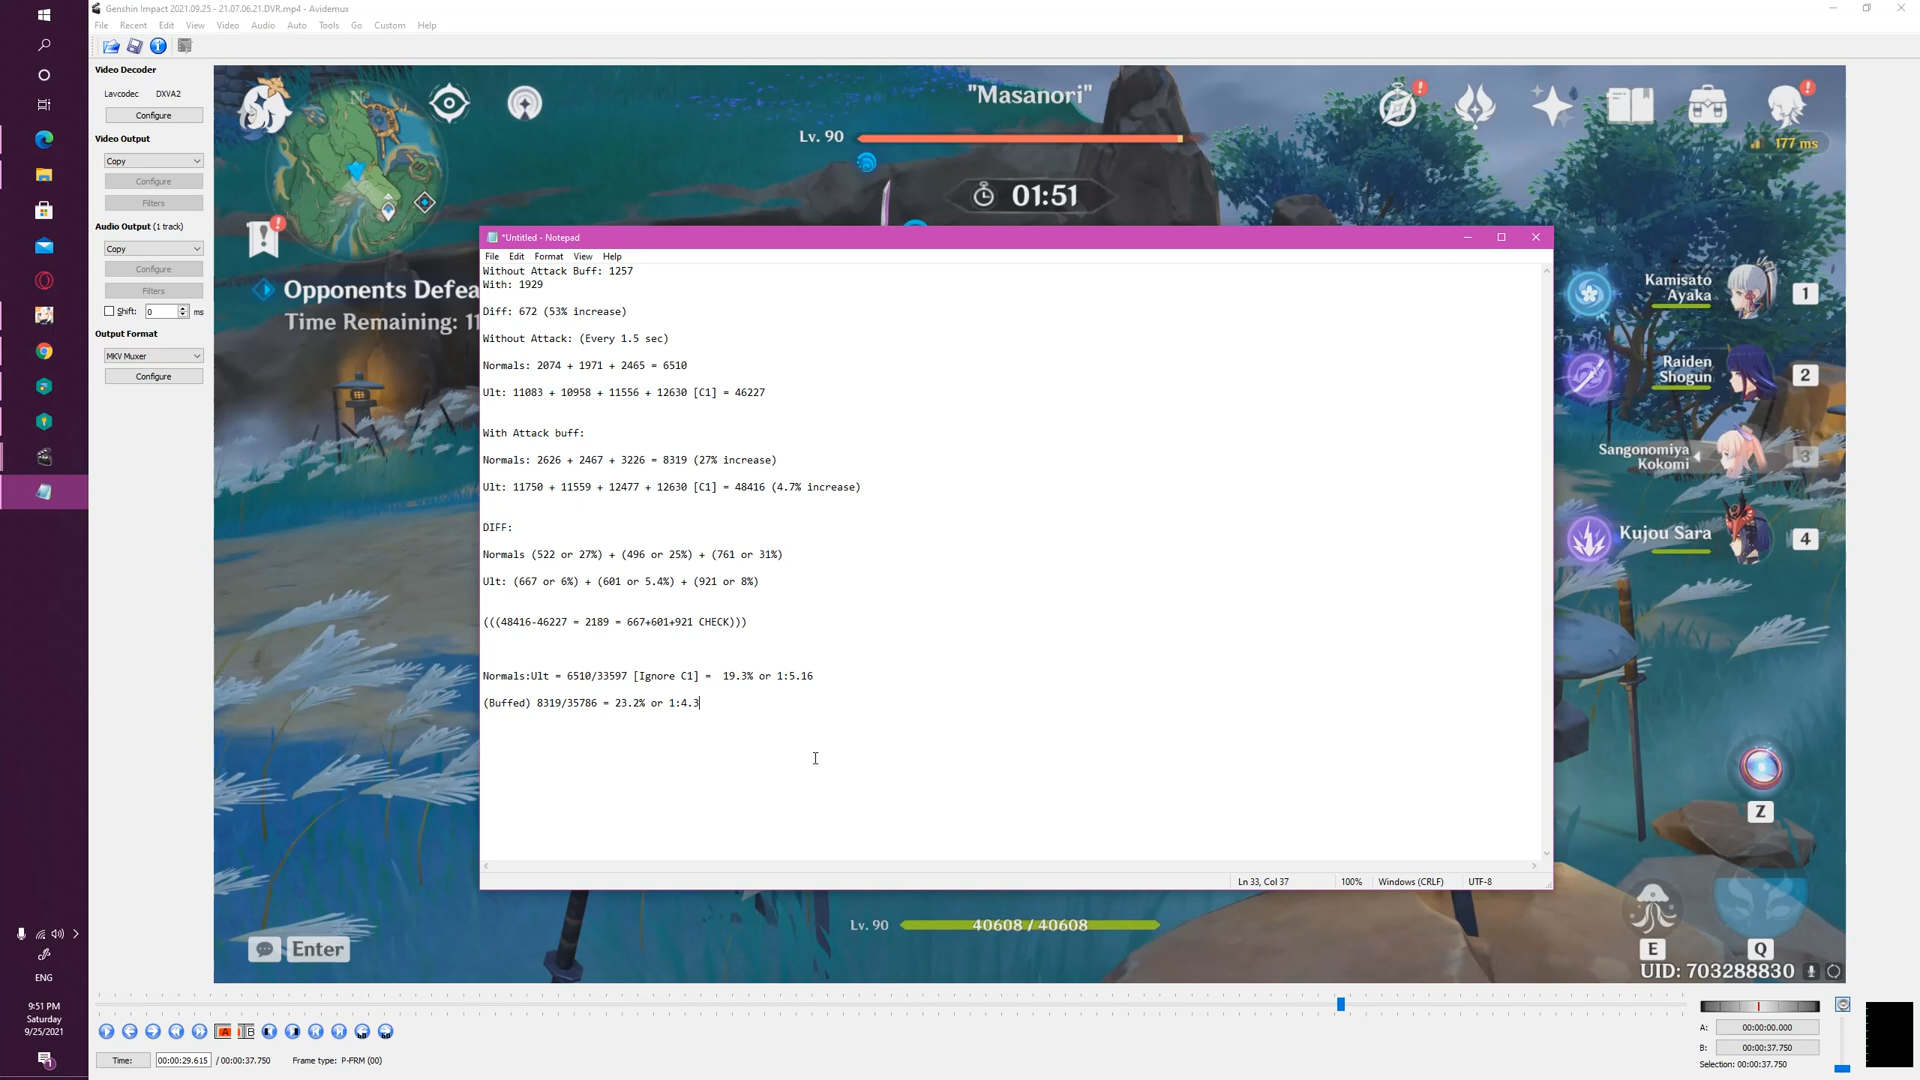 Genshin Impact 2021.09.25 - 21.07.06.21.DVR.mp4 - Avidemux
File Recent Edit View Video Audio Auto Tools Go Custom Help
Video Decoder
Lavcodec DXVA2
Configure
Video Output
Copy
Configure
Filters
Audio Output (1 track)
Copy
Configure
Filters
Shift: 0 ms
Output Format
MKV Muxer
Configure
N
"Masanori"
Lv. 90
01:51
177 ms
Opponents Defea
Time Remaining: 11
*Untitled - Notepad
File Edit Format View Help
Without Attack Buff: 1257
With: 1929
Diff: 672 (53% increase)
Without Attack: (Every 1.5 sec)
Normals: 2074 + 1971 + 2465 = 6510
Ult: 11083 + 10958 + 11556 + 12630 [C1] = 46227
With Attack buff:
Normals: 2626 + 2467 + 3226 = 8319 (27% increase)
Ult: 11750 + 11559 + 12477 + 12630 [C1] = 48416 (4.7% increase)
DIFF:
Normals (522 or 27%) + (496 or 25%) + (761 or 31%)
Ult: (667 or 6%) + (601 or 5.4%) + (921 or 8%)
(((48416-46227 = 2189 = 667+601+921 CHECK)))
Normals:Ult = 6510/33597 [Ignore C1] =  19.3% or 1:5.16
(Buffed) 8319/35786 = 23.2% or 1:4.3
Ln 33, Col 37 100% Windows (CRLF) UTF-8
Kamisato
Ayaka
1
Raiden
Shogun
2
Sangonomiya
Kokomi
3
Kujou Sara
4
Z
E
Q
Enter
Lv. 90 40608 / 40608
UID: 703288830
ENG
9:51 PM
Saturday
9/25/2021
1
A B
Time: 00:00:29.615 / 00:00:37.750 Frame type: P-FRM (00)
A: 00:00:00.000
B: 00:00:37.750
Selection: 00:00:37.750